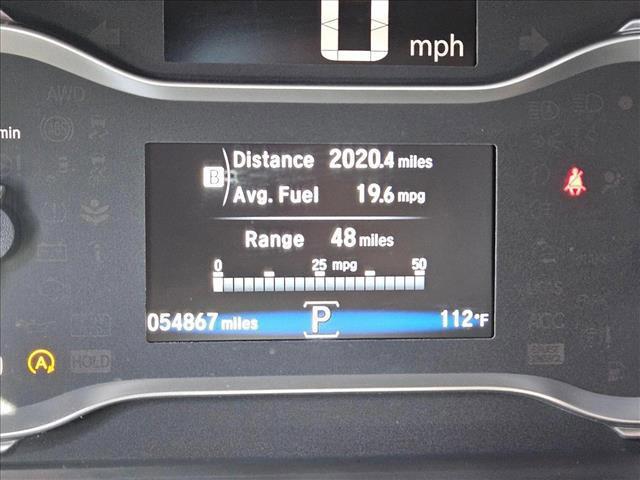 0 mph
AWD
min
ABS
B
Distance 2020.4 miles
Avg. Fuel 19.6 mpg
Range 48 miles
0 25 mpg 50
054867 miles P 112°F
A HOLD
ACC